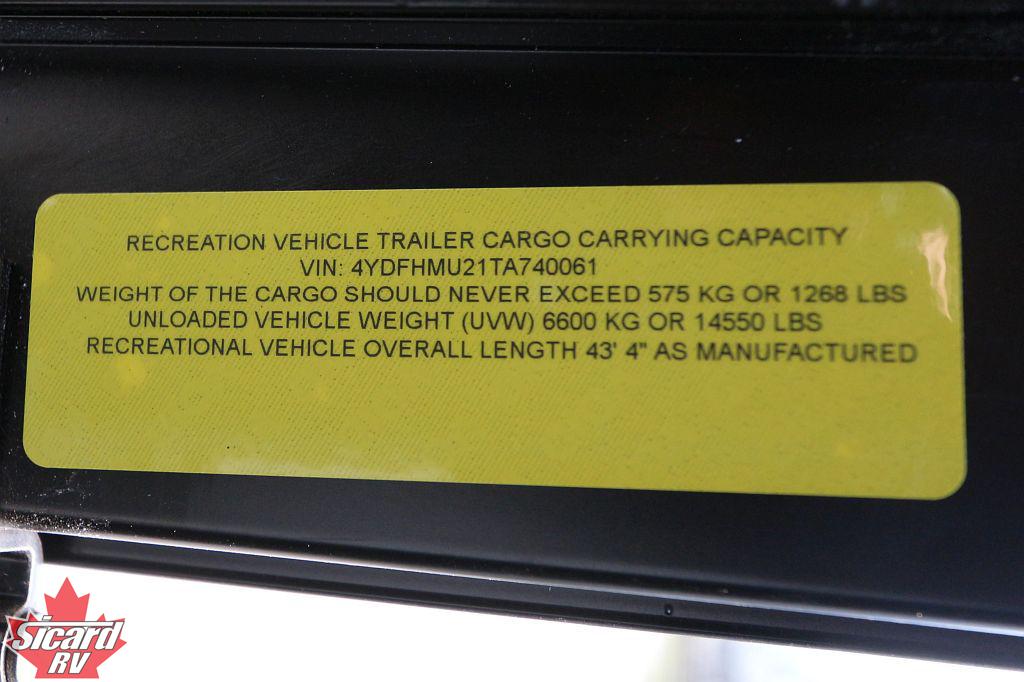 RECREATION VEHICLE TRAILER CARGO CARRYING CAPACITY
VIN: 4YDFHMU21TA740061
WEIGHT OF THE CARGO SHOULD NEVER EXCEED 575 KG OR 1268 LBS
UNLOADED VEHICLE WEIGHT (UVW) 6600 KG OR 14550 LBS
RECREATIONAL VEHICLE OVERALL LENGTH 43' 4" AS MANUFACTURED
Sicard
RV